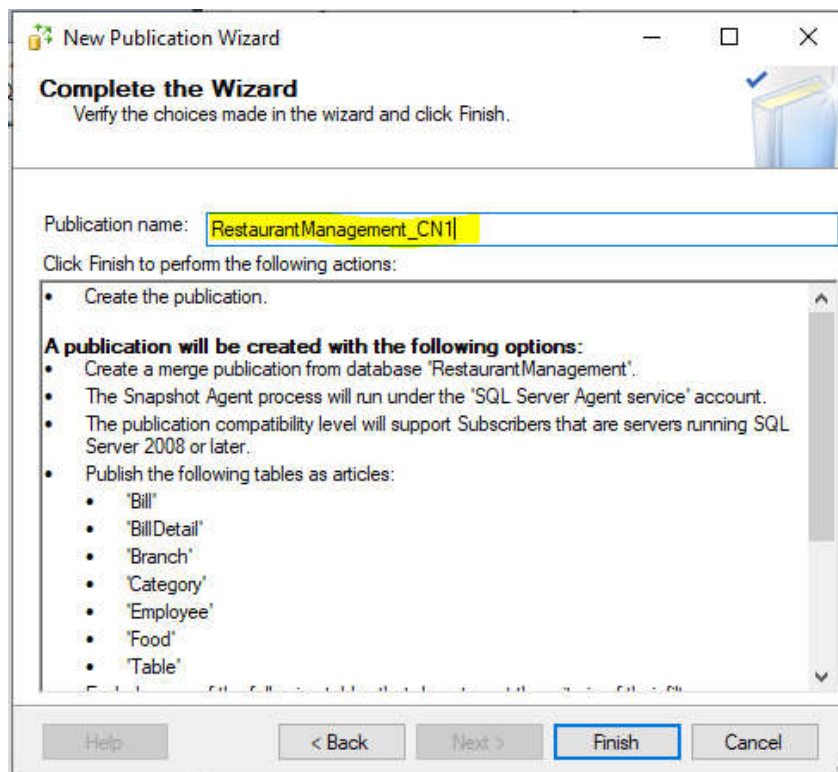 New Publication Wizard
Complete the Wizard
Verify the choices made in the wizard and click Finish.
Publication name: RestaurantManagement_CN1
Click Finish to perform the following actions:
• Create the publication.
A publication will be created with the following options:
• Create a merge publication from database 'RestaurantManagement'.
• The Snapshot Agent process will run under the 'SQL Server Agent service' account.
• The publication compatibility level will support Subscribers that are servers running SQL
Server 2008 or later.
• Publish the following tables as articles:
• 'Bill'
• 'BillDetail'
• 'Branch'
• 'Category'
• 'Employee'
• 'Food'
• 'Table'
Help < Back Next > Finish Cancel